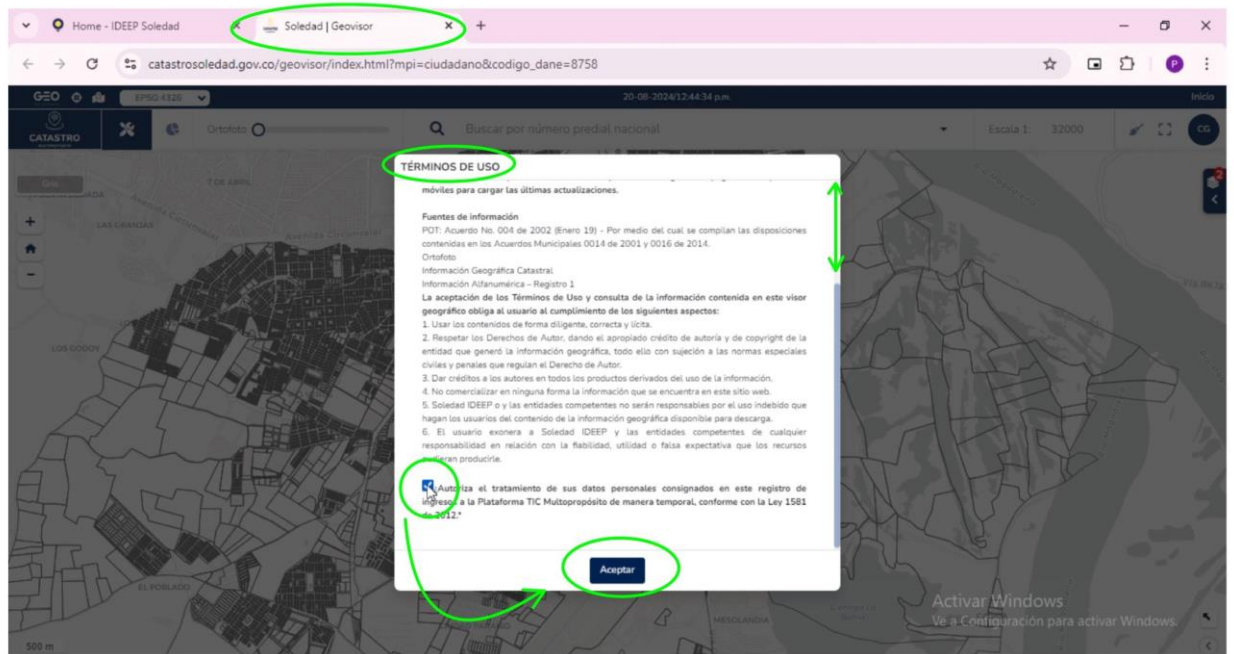 Home - IDEEP Soledad
Soledad | Geovisor
catastrosoledad.gov.co/geovisor/index.html?mpi=ciudadano&codigo_dane=8758
P
GEO EPSG:4326 20-08-2024/12:44:34 p.m. Inicio
CATASTRO Ortofoto Buscar por número predial nacional Escala 1: 32000 CG
TÉRMINOS DE USO
móviles para cargar las últimas actualizaciones.
Fuentes de información
POT: Acuerdo No. 004 de 2002 (Enero 19) - Por medio del cual se compilan las disposiciones
contenidas en los Acuerdos Municipales 0014 de 2001 y 0016 de 2014.
Ortofoto
Información Geográfica Catastral
Información Alfanumérica – Registro 1
La aceptación de los Términos de Uso y consulta de la información contenida en este visor
geográfico obliga al usuario al cumplimiento de los siguientes aspectos:
1. Usar los contenidos de forma diligente, correcta y lícita.
2. Respetar los Derechos de Autor, dando el apropiado crédito de autoría y de copyright de la
entidad que generó la información geográfica, todo ello con sujeción a las normas especiales
civiles y penales que regulan el Derecho de Autor.
3. Dar créditos a los autores en todos los productos derivados del uso de la información.
4. No comercializar en ninguna forma la información que se encuentra en este sitio web.
5. Soledad IDEEP o y las entidades competentes no serán responsables por el uso indebido que
hagan los usuarios del contenido de la información geográfica disponible para descarga.
6. El usuario exonera a Soledad IDEEP y las entidades competentes de cualquier
responsabilidad en relación con la fiabilidad, utilidad o falsa expectativa que los recursos
pudieran producirle.
¿Autoriza el tratamiento de sus datos personales consignados en este registro de
ingreso a la Plataforma TIC Multopropósito de manera temporal, conforme con la Ley 1581
de 2012.*
Aceptar
Gris
7 DE ABRIL
LAS GRANJAS
Avenida Circunvalar
2
EL POBLADO
MESOLANDIA
Activar Windows
Ve a Configuración para activar Windows.
500 m